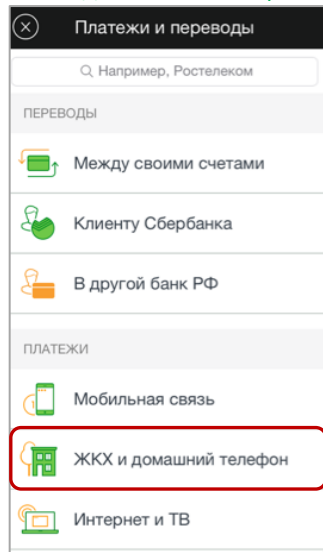 Платежи и переводы
Например, Ростелеком
ПЕРЕВОДЫ
Между своими счетами
Клиенту Сбербанка
В другой банк РФ
ПЛАТЕЖИ
Мобильная связь
ЖКХ и домашний телефон
Интернет и ТВ